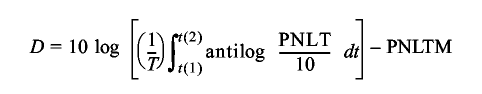 D = 10 log [(1/T) ∫t(1)t(2) antilog PNLT/10 dt] – PNLTM